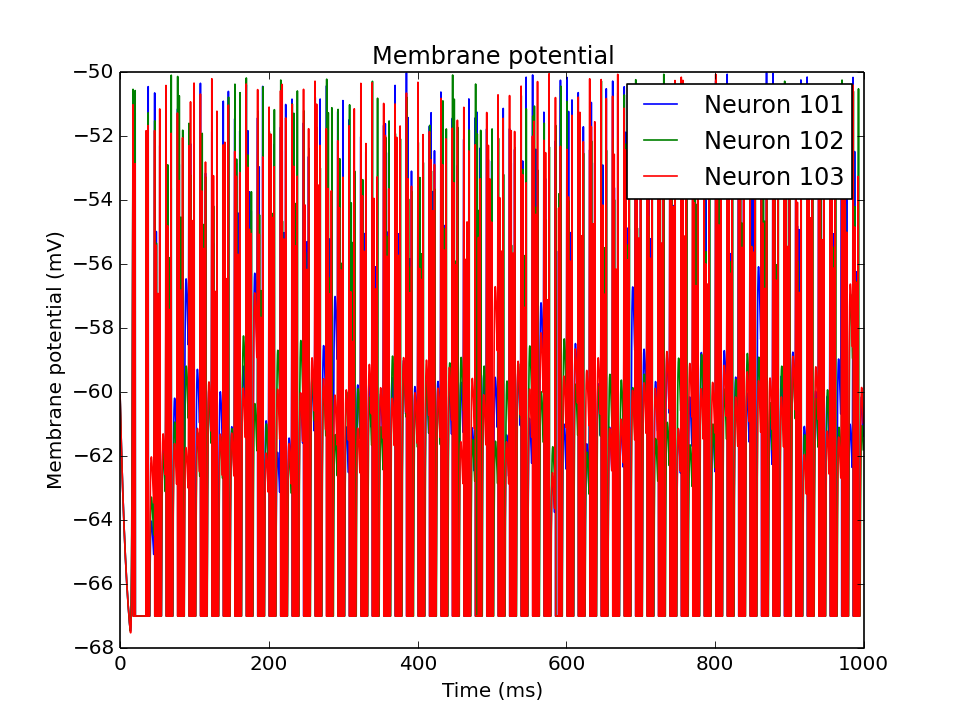 Membrane potential
−50
−52
−54
−56
−58
−60
−62
−64
−66
−68
Membrane potential (mV)
Neuron 101
Neuron 102
Neuron 103
0 200 400 600 800 1000
Time (ms)